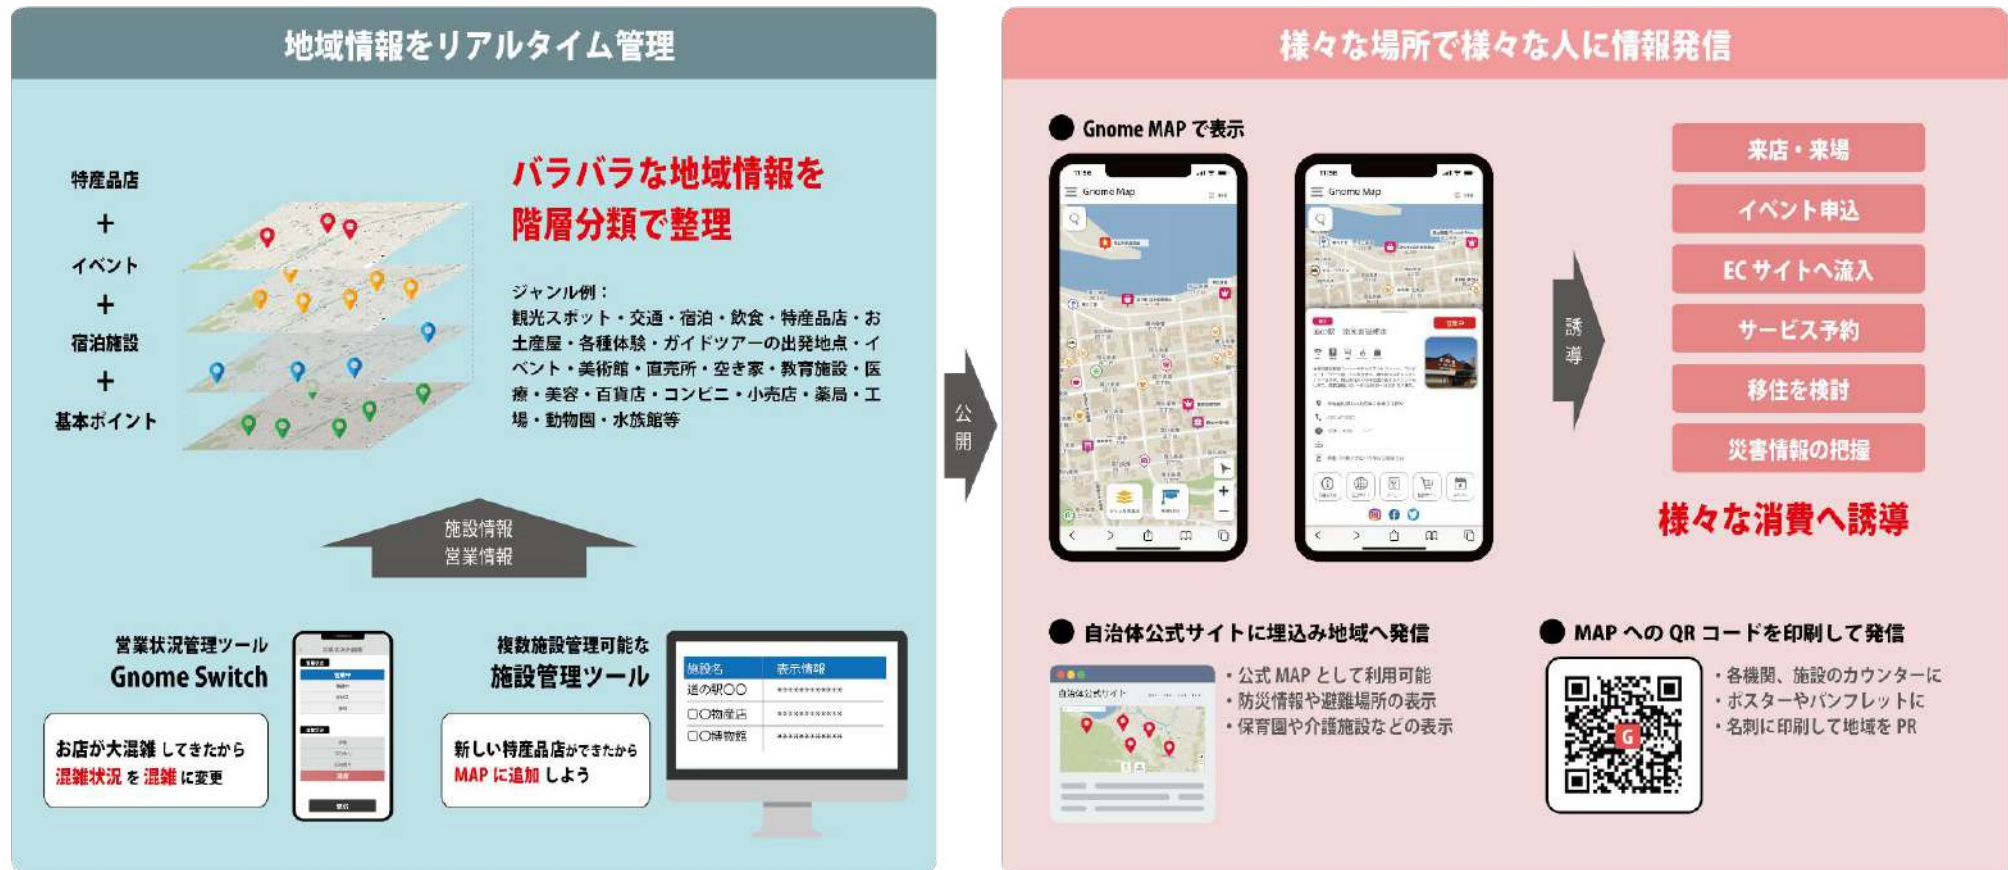 地域情報をリアルタイム管理
特産品店
+
イベント
+
宿泊施設
+
基本ポイント
バラバラな地域情報を
階層分類で整理
ジャンル例：
観光スポット・交通・宿泊・飲食・特産品店・お
土産屋・各種体験・ガイドツアーの出発地点・イ
ベント・美術館・直売所・空き家・教育施設・医
療・美容・百貨店・コンビニ・小売店・薬局・工
場・動物園・水族館等
施設情報
営業情報
営業状況管理ツール
Gnome Switch
お店が大混雑してきたから
混雑状況を混雑に変更
複数施設管理可能な
施設管理ツール
新しい特産品店ができたから
MAPに追加しよう
施設名 表示情報
道の駅〇〇 ************
□〇物産店 ************
□〇博物館 ************
公開
様々な場所で様々な人に情報発信
● Gnome MAP で表示
11:56
Gnome Map
11:56
Gnome Map
営業中
誘導
来店・来場
イベント申込
ECサイトへ流入
サービス予約
移住を検討
災害情報の把握
様々な消費へ誘導
● 自治体公式サイトに埋込み地域へ発信
自治体公式サイト
・公式 MAP として利用可能
・防災情報や避難場所の表示
・保育園や介護施設などの表示
● MAP への QR コードを印刷して発信
G
・各機関、施設のカウンターに
・ポスターやパンフレットに
・名刺に印刷して地域を PR